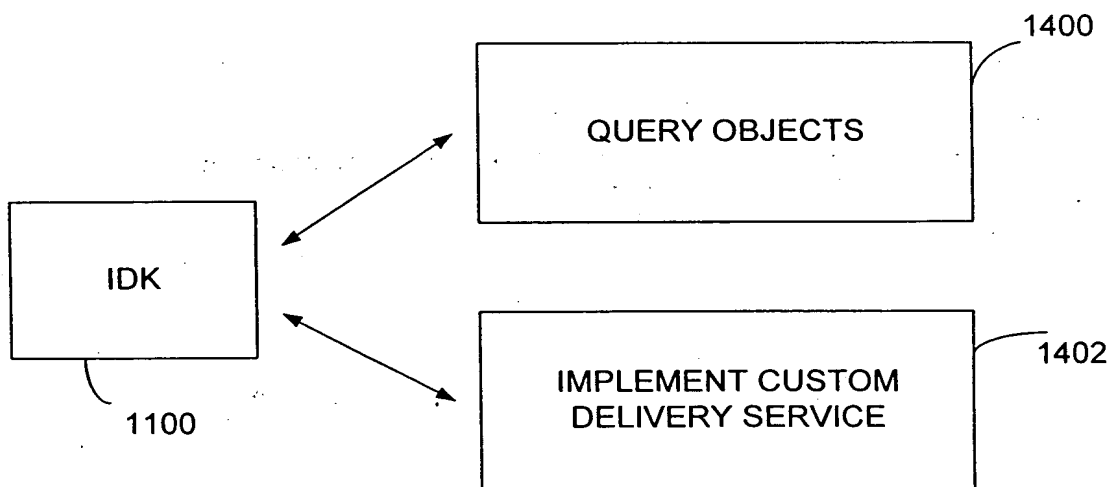 1400
QUERY OBJECTS
IDK
1100
IMPLEMENT CUSTOM
DELIVERY SERVICE
1402